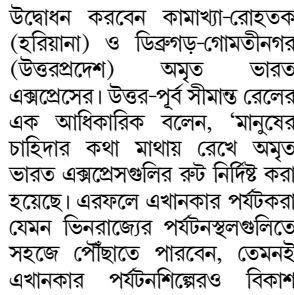 উদ্বোধন করবেন কামাখ্যা-রোহতক
(হরিয়ানা) ও ডিব্রুগড়-গোমতীনগর
(উত্তরপ্রদেশ) অমৃত ভারত
এক্সপ্রেসের। উত্তর-পূর্ব সীমান্ত রেলের
এক আধিকারিক বলেন, ‘মানুষের
চাহিদার কথা মাথায় রেখে অমৃত
ভারত এক্সপ্রেসগুলির রুট নির্দিষ্ট করা
হয়েছে। এরফলে এখানকার পর্যটকরা
যেমন ভিনরাজ্যের পর্যটনস্থলগুলিতে
সহজে পৌঁছাতে পারবেন, তেমনই
এখানকার পর্যটনশিল্পেরও বিকাশ